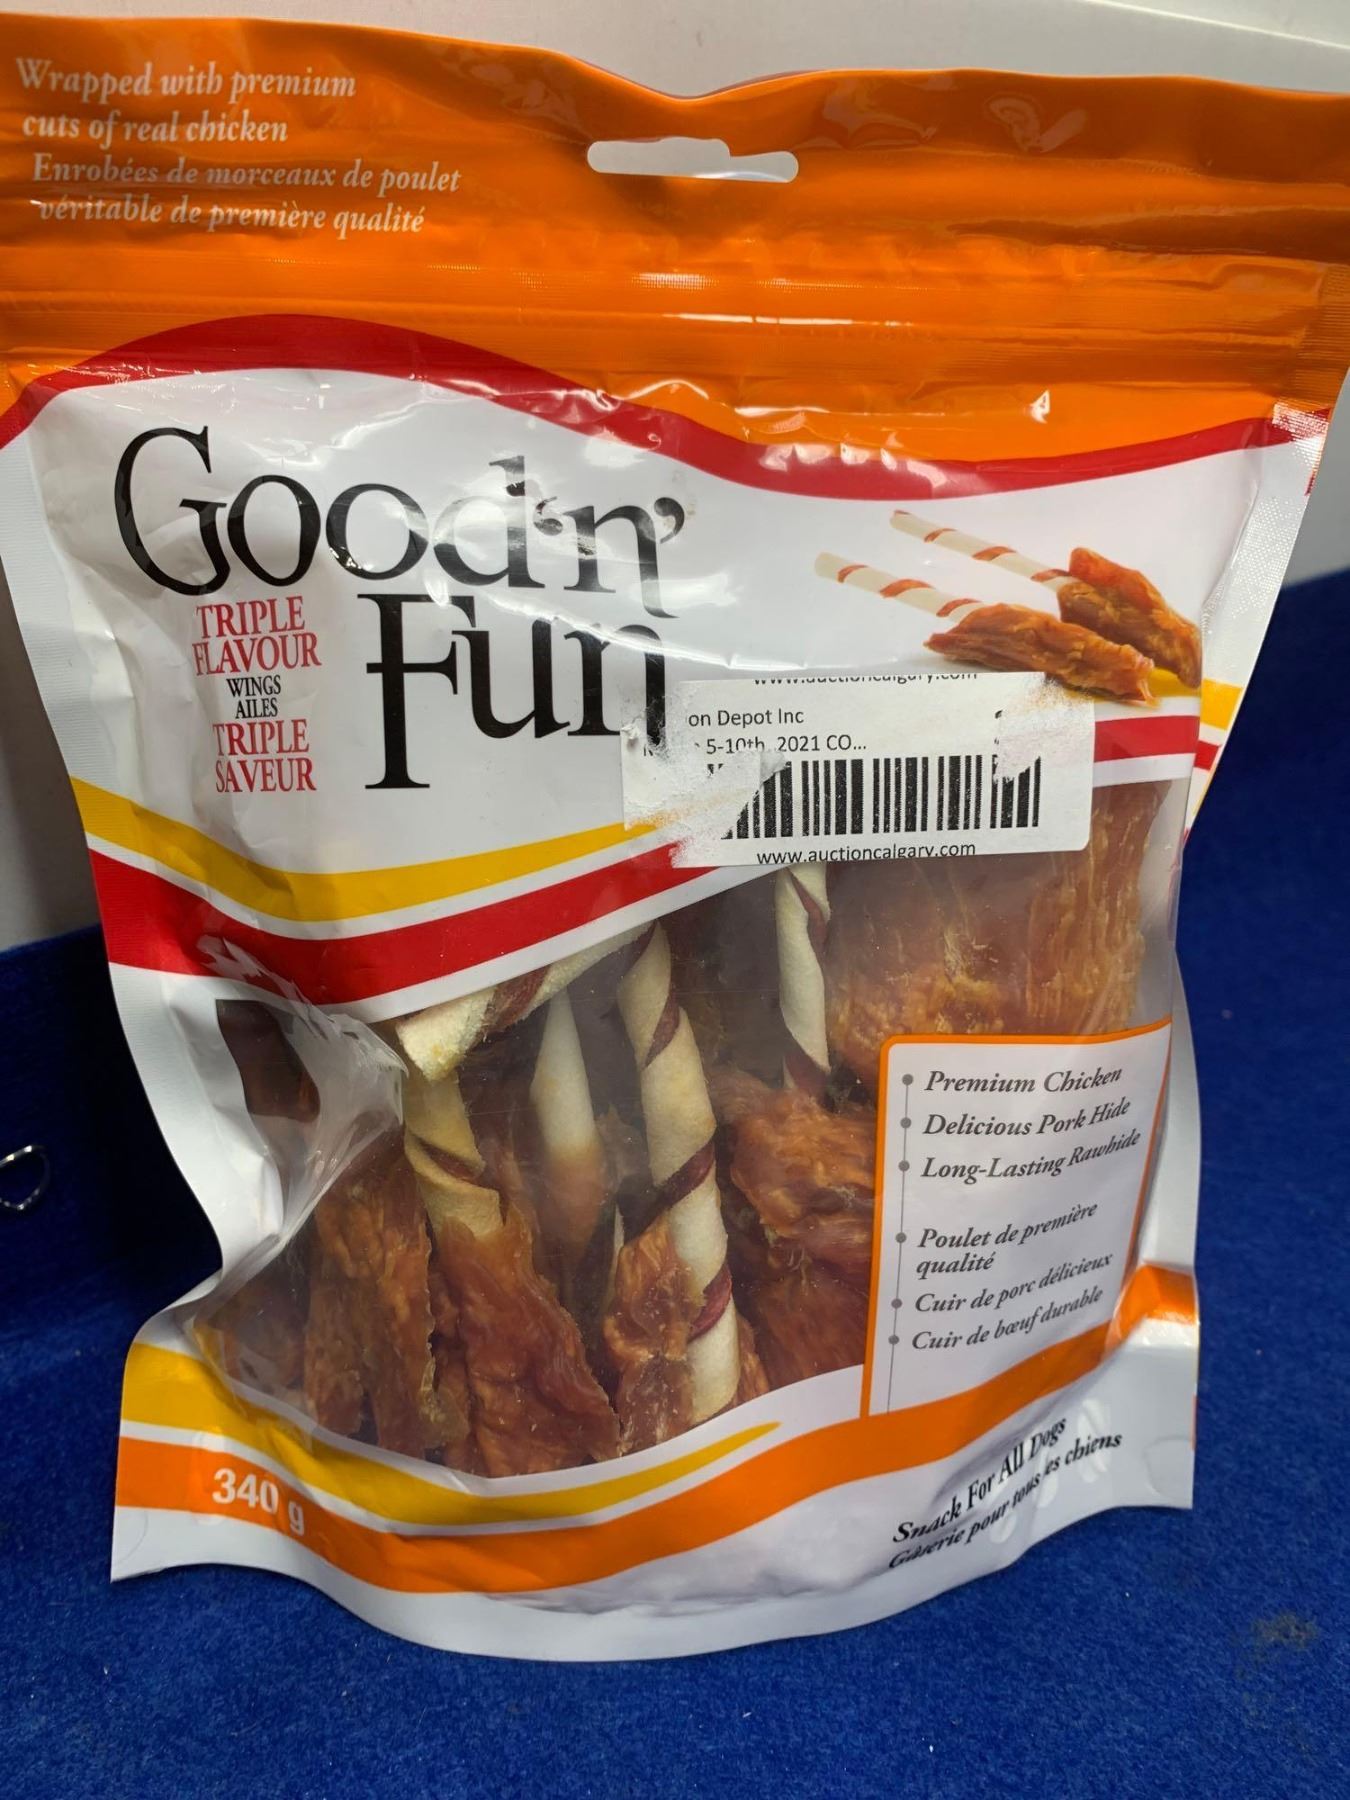 Wrapped with premium
cuts of real chicken
Enrobées de morceaux de poulet
véritable de première qualité
Good'n'
Fun
TRIPLE
FLAVOUR
WINGS
AILES
TRIPLE
SAVEUR
www.auctioncalgary.com
on Depot Inc
5-10th, 2021 CO...
www.auctioncalgary.com
Premium Chicken
Delicious Pork Hide
Long-Lasting Rawhide
Poulet de première
qualité
Cuir de porc délicieux
Cuir de bœuf durable
340 g
Snack For All Dogs
Gâterie pour tous les chiens